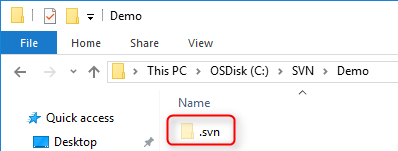 Demo
File Home Share View
This PC OSDisk (C:) SVN Demo
Name
Quick access
.svn
Desktop